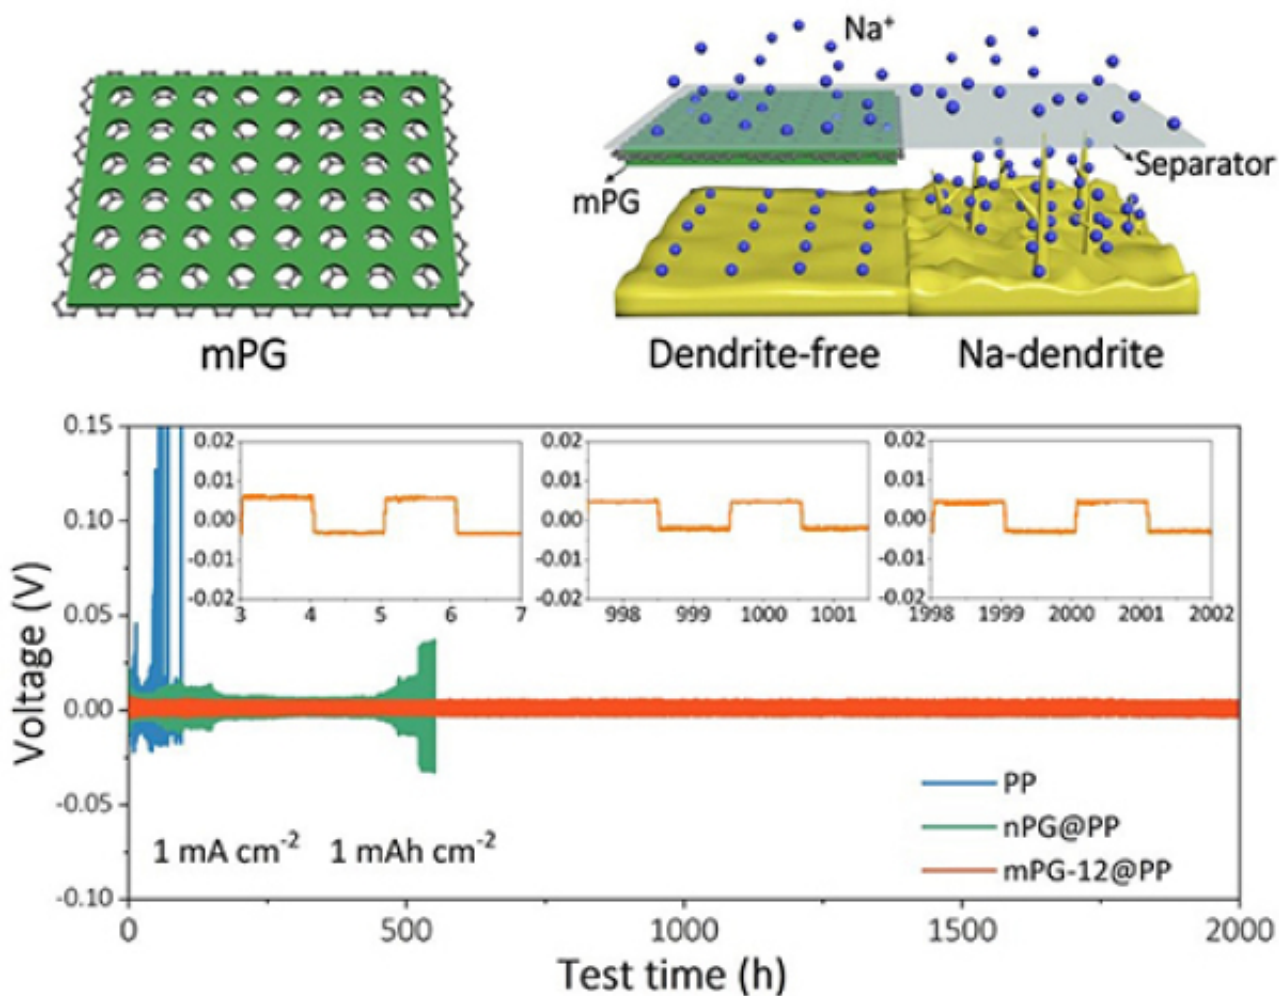 Na⁺
Separator
mPG
mPG
Dendrite-free
Na-dendrite
0.15
0.10
0.05
0.00
-0.05
-0.10
Voltage (V)
0.02
0.01
0.00
-0.01
-0.02
3 4 5 6 7
0.02
0.01
0.00
-0.01
-0.02
998 999 1000 1001
0.02
0.01
0.00
-0.01
-0.02
1998 1999 2000 2001 2002
PP
nPG@PP
mPG-12@PP
1 mA cm⁻² 1 mAh cm⁻²
0 500 1000 1500 2000
Test time (h)